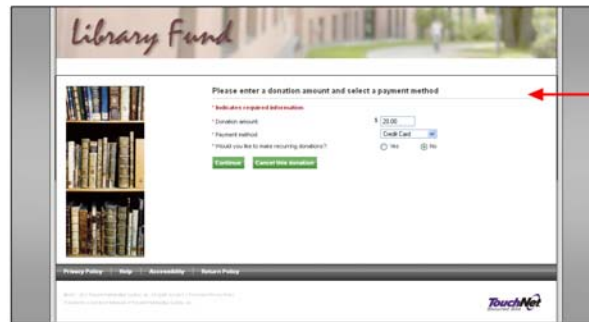 Library Fund
Please enter a donation amount and select a payment method
* Indicates required information
* Donation amount: $ 20.00
* Payment method: Credit Card
* Would you like to make recurring donations? Yes No
Continue Cancel this donation
Privacy Policy Help Accessibility Return Policy
TouchNet